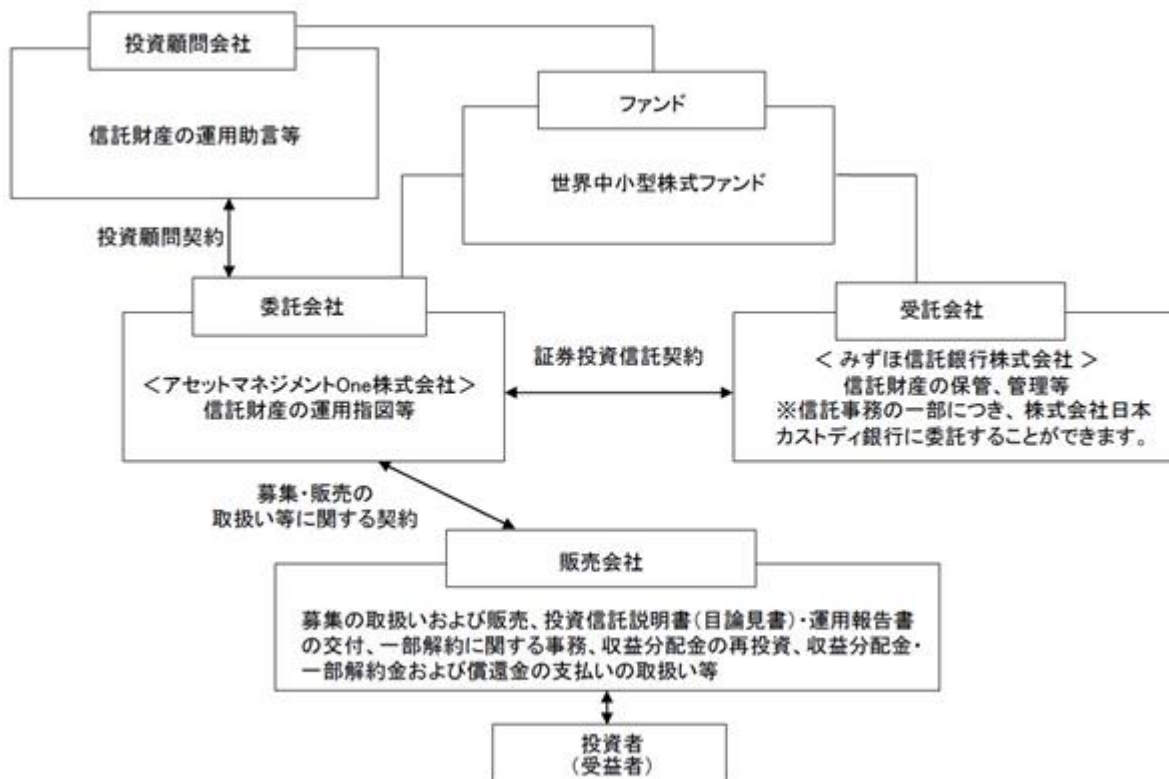 投資顧問会社
信託財産の運用助言等
ファンド
世界中小型株式ファンド
投資顧問契約
委託会社
<アセットマネジメントOne株式会社>
信託財産の運用指図等
証券投資信託契約
受託会社
< みずほ信託銀行株式会社 >
信託財産の保管、管理等
※信託事務の一部につき、株式会社日本
カストディ銀行に委託することができます。
募集・販売の
取扱い等に関する契約
販売会社
募集の取扱いおよび販売、投資信託説明書(目論見書)・運用報告書
の交付、一部解約に関する事務、収益分配金の再投資、収益分配金・
一部解約金および償還金の支払いの取扱い等
投資者
(受益者)